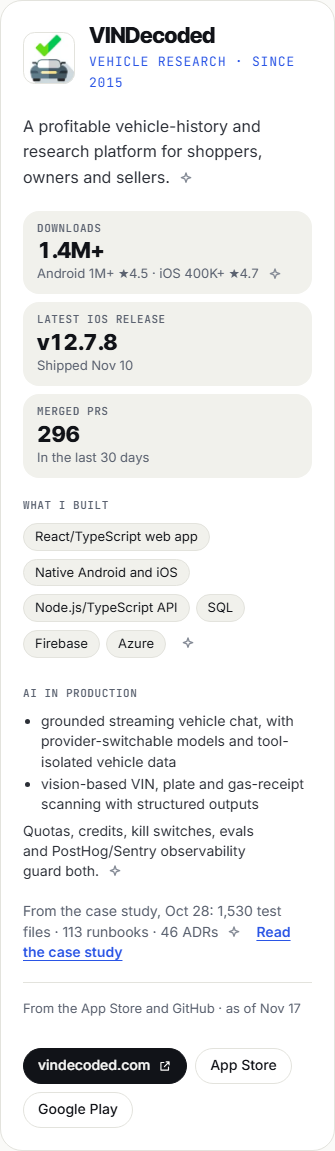 VINDecoded
VEHICLE RESEARCH · SINCE
2015
A profitable vehicle-history and
research platform for shoppers,
owners and sellers.
DOWNLOADS
1.4M+
Android 1M+ ★4.5 · iOS 400K+ ★4.7
LATEST IOS RELEASE
v12.7.8
Shipped Nov 10
MERGED PRS
296
In the last 30 days
WHAT I BUILT
React/TypeScript web app
Native Android and iOS
Node.js/TypeScript API SQL
Firebase Azure
AI IN PRODUCTION
• grounded streaming vehicle chat, with
provider-switchable models and tool-
isolated vehicle data
• vision-based VIN, plate and gas-receipt
scanning with structured outputs
Quotas, credits, kill switches, evals
and PostHog/Sentry observability
guard both.
From the case study, Oct 28: 1,530 test
files · 113 runbooks · 46 ADRs Read
the case study
From the App Store and GitHub · as of Nov 17
vindecoded.com App Store
Google Play